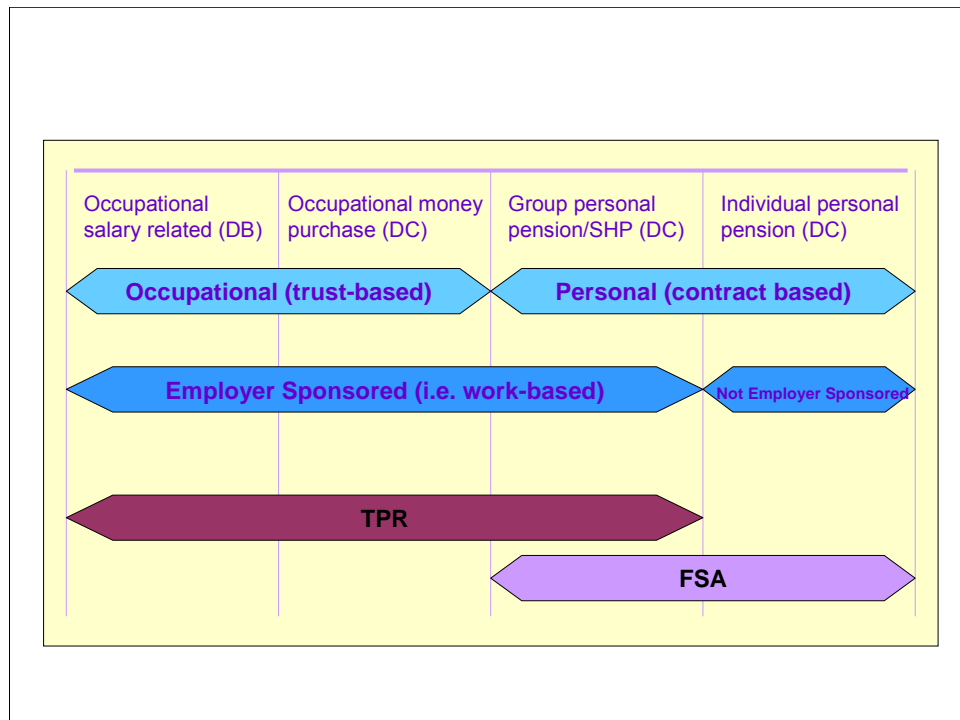 Occupational
salary related (DB)
Occupational money
purchase (DC)
Group personal
pension/SHP (DC)
Individual personal
pension (DC)
Occupational (trust-based)
Personal (contract based)
Employer Sponsored (i.e. work-based)
Not Employer Sponsored
TPR
FSA